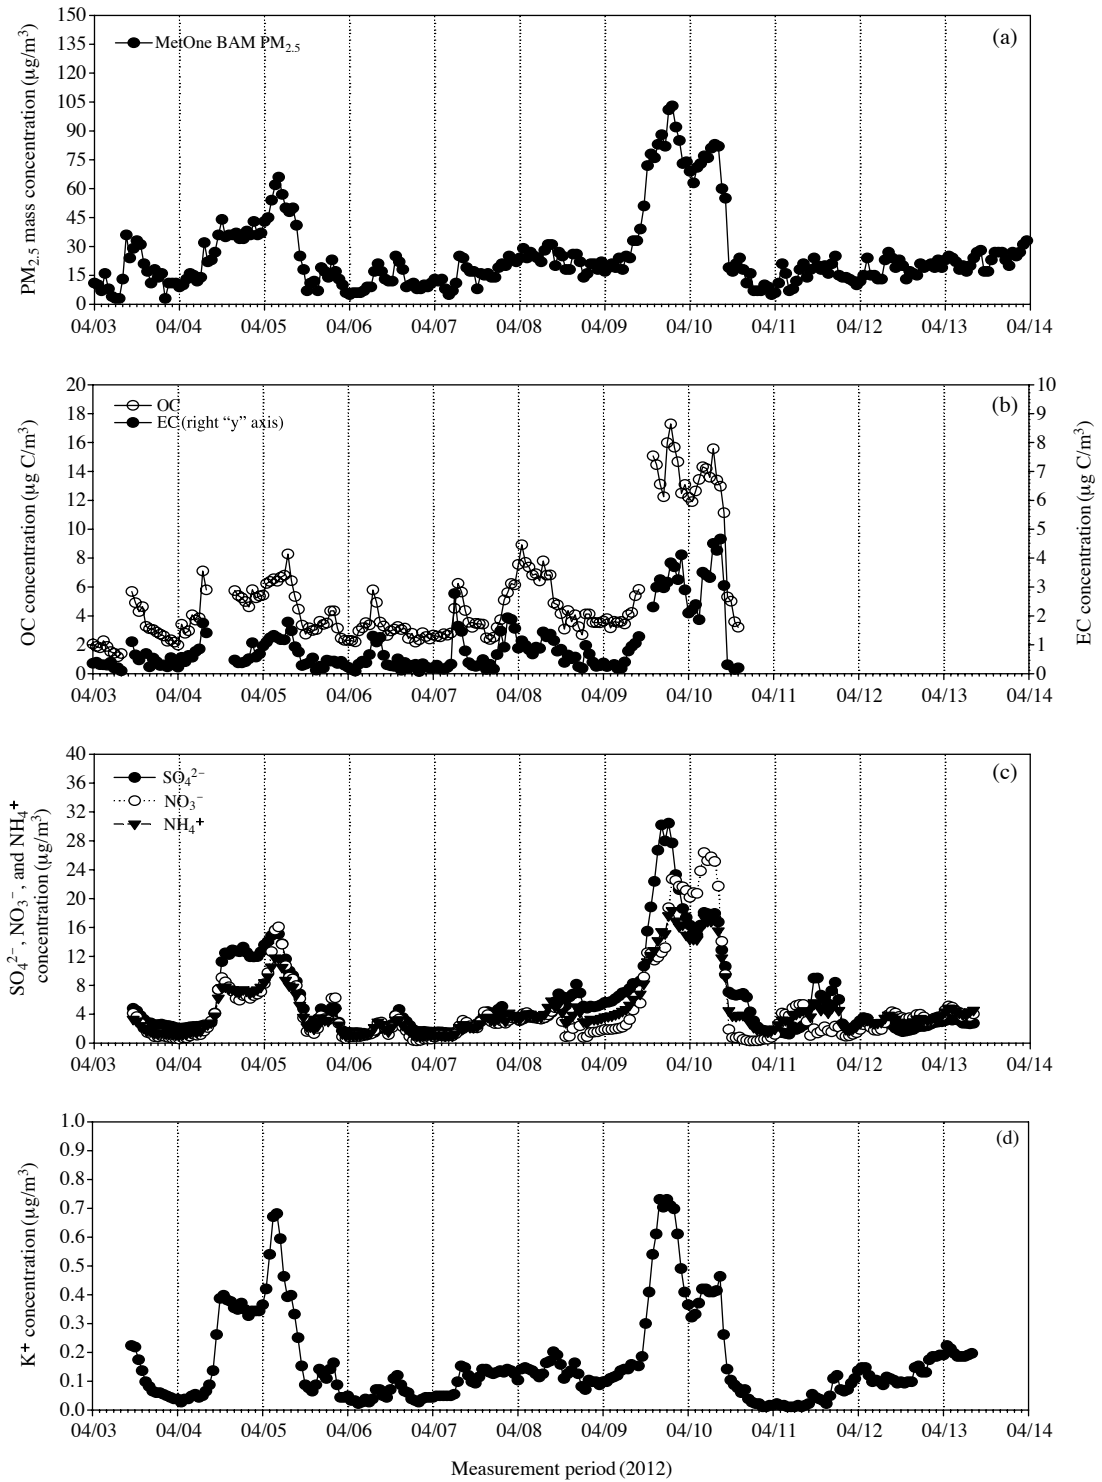 PM2.5 mass concentration (μg/m³)
150
135
120
105
90
75
60
45
30
15
0
MetOne BAM PM2.5
(a)
04/03 04/04 04/05 04/06 04/07 04/08 04/09 04/10 04/11 04/12 04/13 04/14
OC concentration (μg C/m³)
20
18
16
14
12
10
8
6
4
2
0
OC
EC (right “y” axis)
(b)
10
9
8
7
6
5
4
3
2
1
0
EC concentration (μg C/m³)
04/03 04/04 04/05 04/06 04/07 04/08 04/09 04/10 04/11 04/12 04/13 04/14
SO₄²⁻, NO₃⁻, and NH₄⁺
concentration (μg/m³)
40
36
32
28
24
20
16
12
8
4
0
SO₄²⁻
NO₃⁻
NH₄⁺
(c)
04/03 04/04 04/05 04/06 04/07 04/08 04/09 04/10 04/11 04/12 04/13 04/14
K⁺ concentration (μg/m³)
1.0
0.9
0.8
0.7
0.6
0.5
0.4
0.3
0.2
0.1
0.0
(d)
04/03 04/04 04/05 04/06 04/07 04/08 04/09 04/10 04/11 04/12 04/13 04/14
Measurement period (2012)